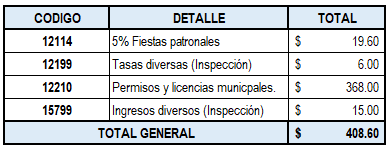 CODIGO DETALLE TOTAL
12114 5% Fiestas patronales $ 19.60
12199 Tasas diversas (Inspección) $ 6.00
12210 Permisos y licencias municpales. $ 368.00
15799 Ingresos diversos (Inspección) $ 15.00
TOTAL GENERAL $ 408.60